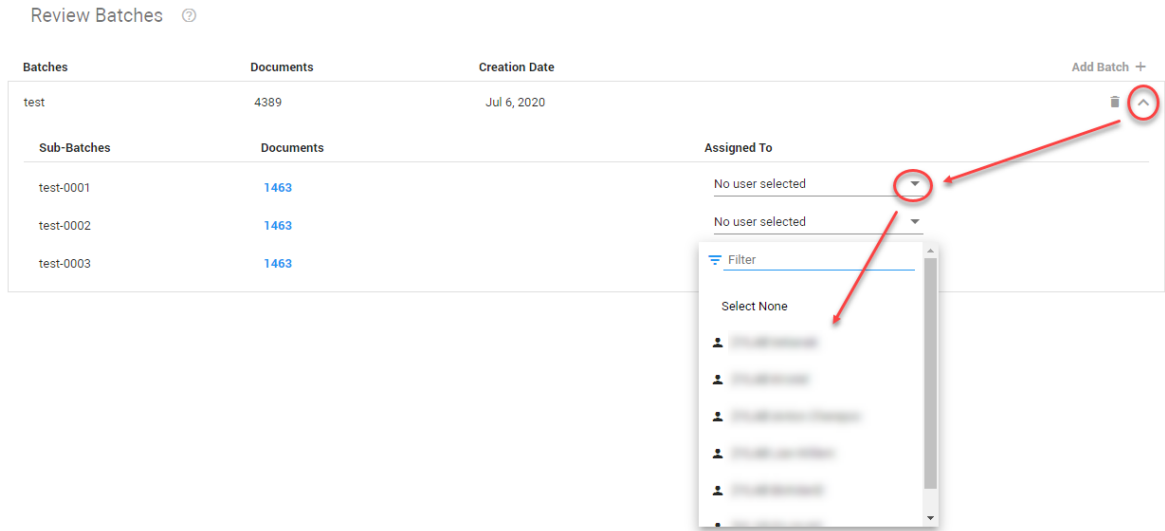 Review Batches ?
Batches Documents Creation Date Add Batch +
test 4389 Jul 6, 2020
Sub-Batches Documents Assigned To
test-0001 1463 No user selected
test-0002 1463 No user selected
test-0003 1463
Filter
Select None